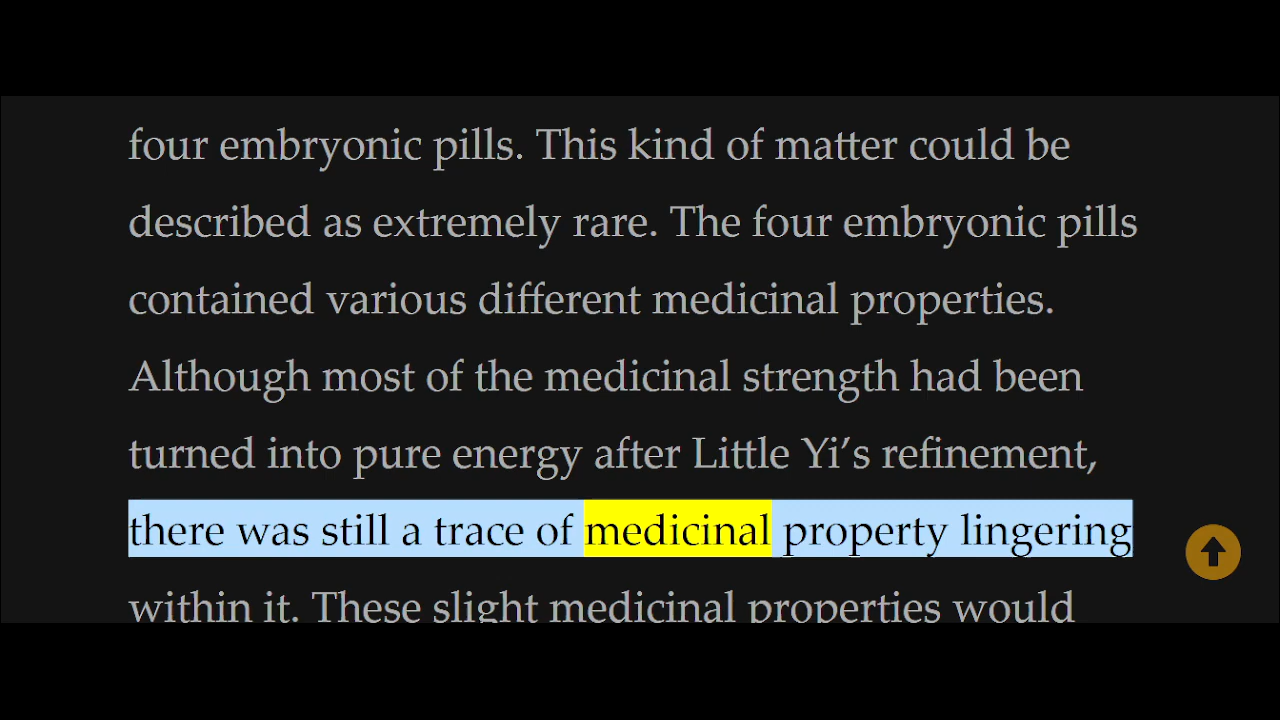 four embryonic pills. This kind of matter could be
described as extremely rare. The four embryonic pills
contained various different medicinal properties.
Although most of the medicinal strength had been
turned into pure energy after Little Yi’s refinement,
there was still a trace of medicinal property lingering
within it. These slight medicinal properties would